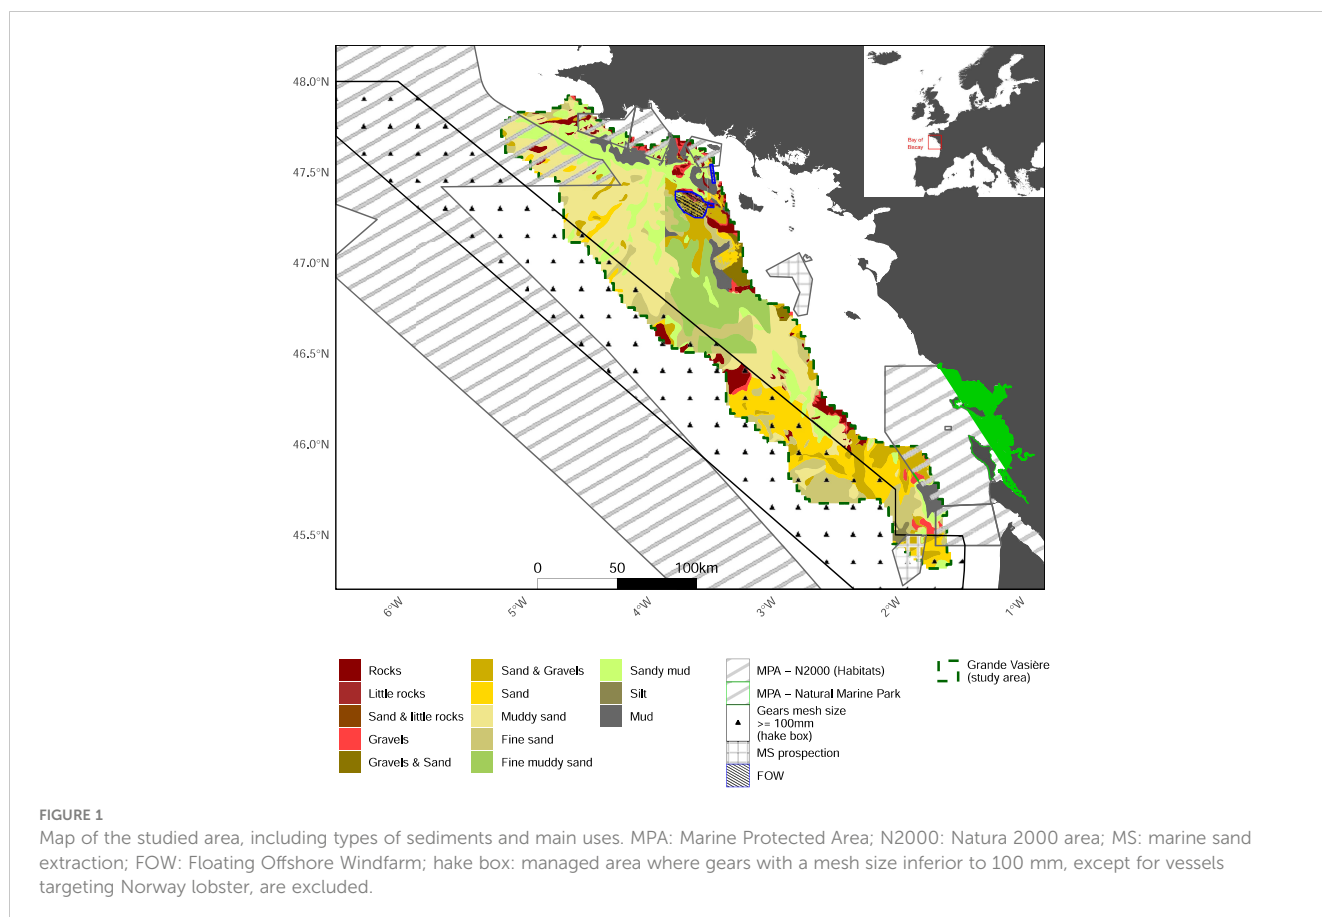 48.0°N
47.5°N
47.0°N
46.5°N
46.0°N
45.5°N
Bay of
Biscay
0 50 100km
6°W 5°W 4°W 3°W 2°W 1°W
Rocks
Little rocks
Sand & little rocks
Gravels
Gravels & Sand
Sand & Gravels
Sand
Muddy sand
Fine sand
Fine muddy sand
Sandy mud
Silt
Mud
MPA – N2000 (Habitats)
MPA – Natural Marine Park
Gears mesh size
>= 100mm
(hake box)
MS prospection
FOW
Grande Vasière
(study area)
FIGURE 1
Map of the studied area, including types of sediments and main uses. MPA: Marine Protected Area; N2000: Natura 2000 area; MS: marine sand
extraction; FOW: Floating Offshore Windfarm; hake box: managed area where gears with a mesh size inferior to 100 mm, except for vessels
targeting Norway lobster, are excluded.